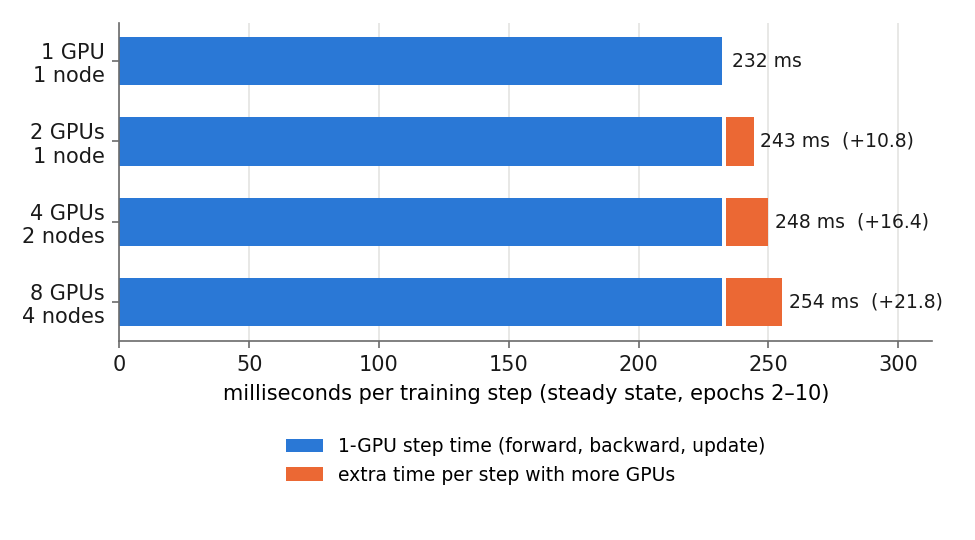 1 GPU
1 node
232 ms
2 GPUs
1 node
243 ms (+10.8)
4 GPUs
2 nodes
248 ms (+16.4)
8 GPUs
4 nodes
254 ms (+21.8)
0 50 100 150 200 250 300
milliseconds per training step (steady state, epochs 2–10)
1-GPU step time (forward, backward, update)
extra time per step with more GPUs